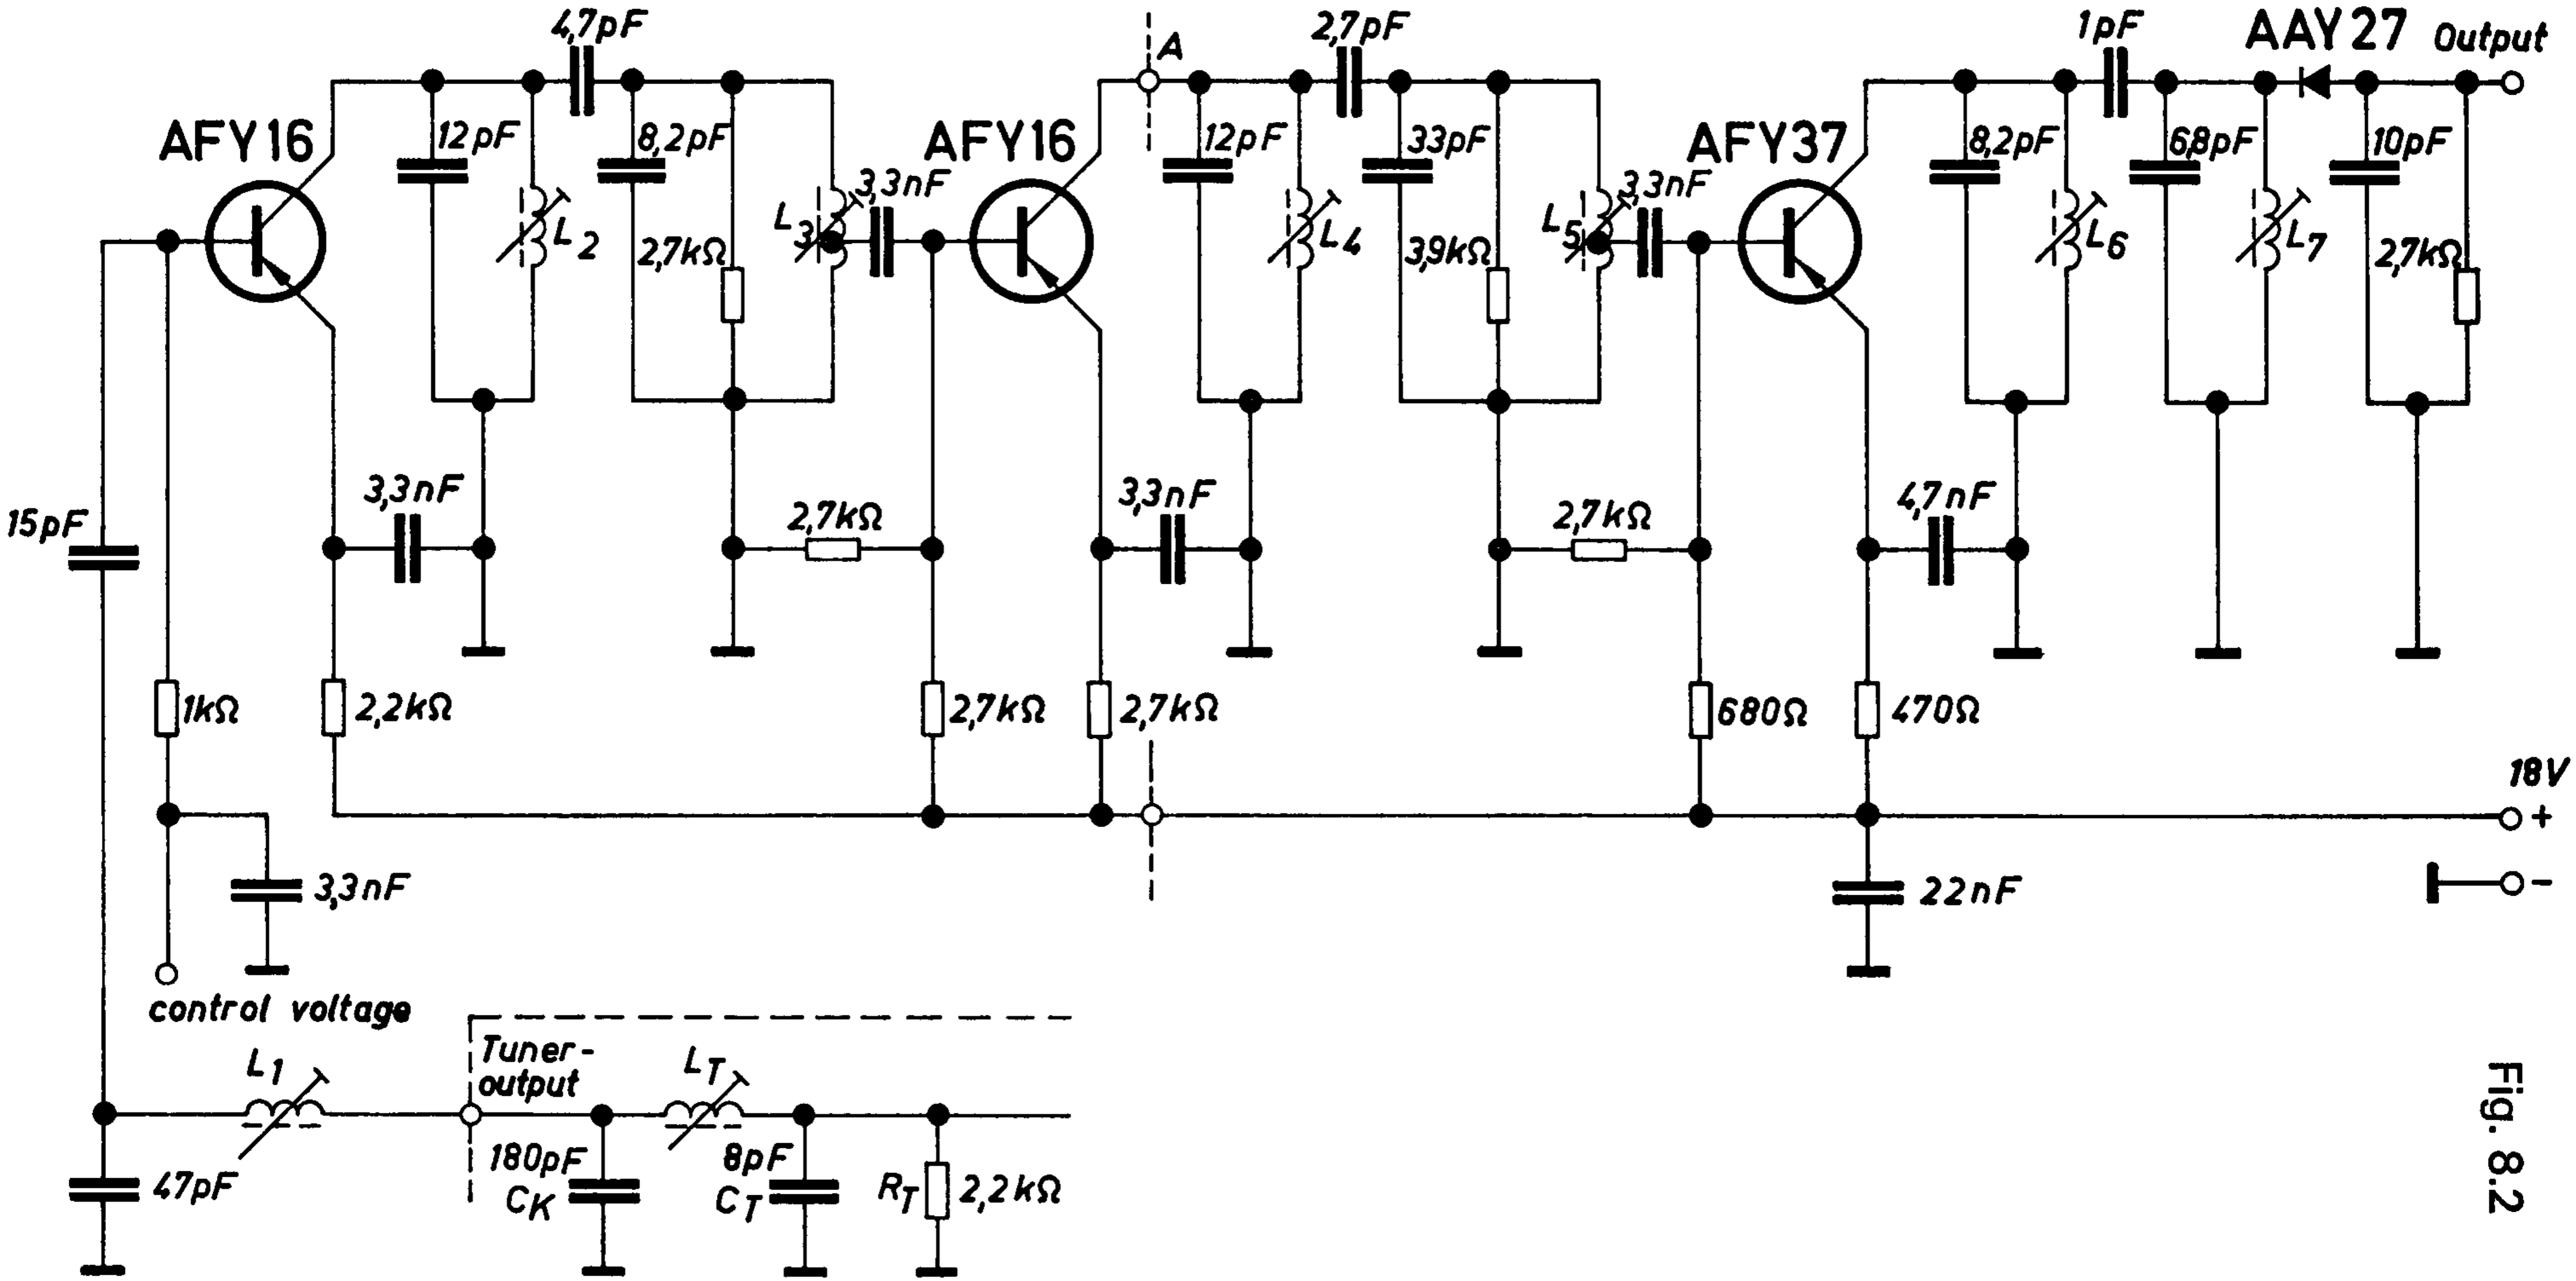 4,7pF
A
2,7pF
1pF
AAY27
Output
AFY16
12pF
8,2pF
AFY16
12pF
33pF
AFY37
8,2pF
6,8pF
10pF
L2
2,7kΩ
L3
3,3nF
L4
3,9kΩ
L5
3,3nF
L6
L7
2,7kΩ
15pF
3,3nF
2,7kΩ
3,3nF
2,7kΩ
4,7nF
1kΩ
2,2kΩ
2,7kΩ
2,7kΩ
680Ω
470Ω
18V
+
3,3nF
22nF
-
control voltage
L1
Tuner-
output
LT
47pF
180pF
CK
8pF
CT
RT
2,2kΩ
Fig. 8.2